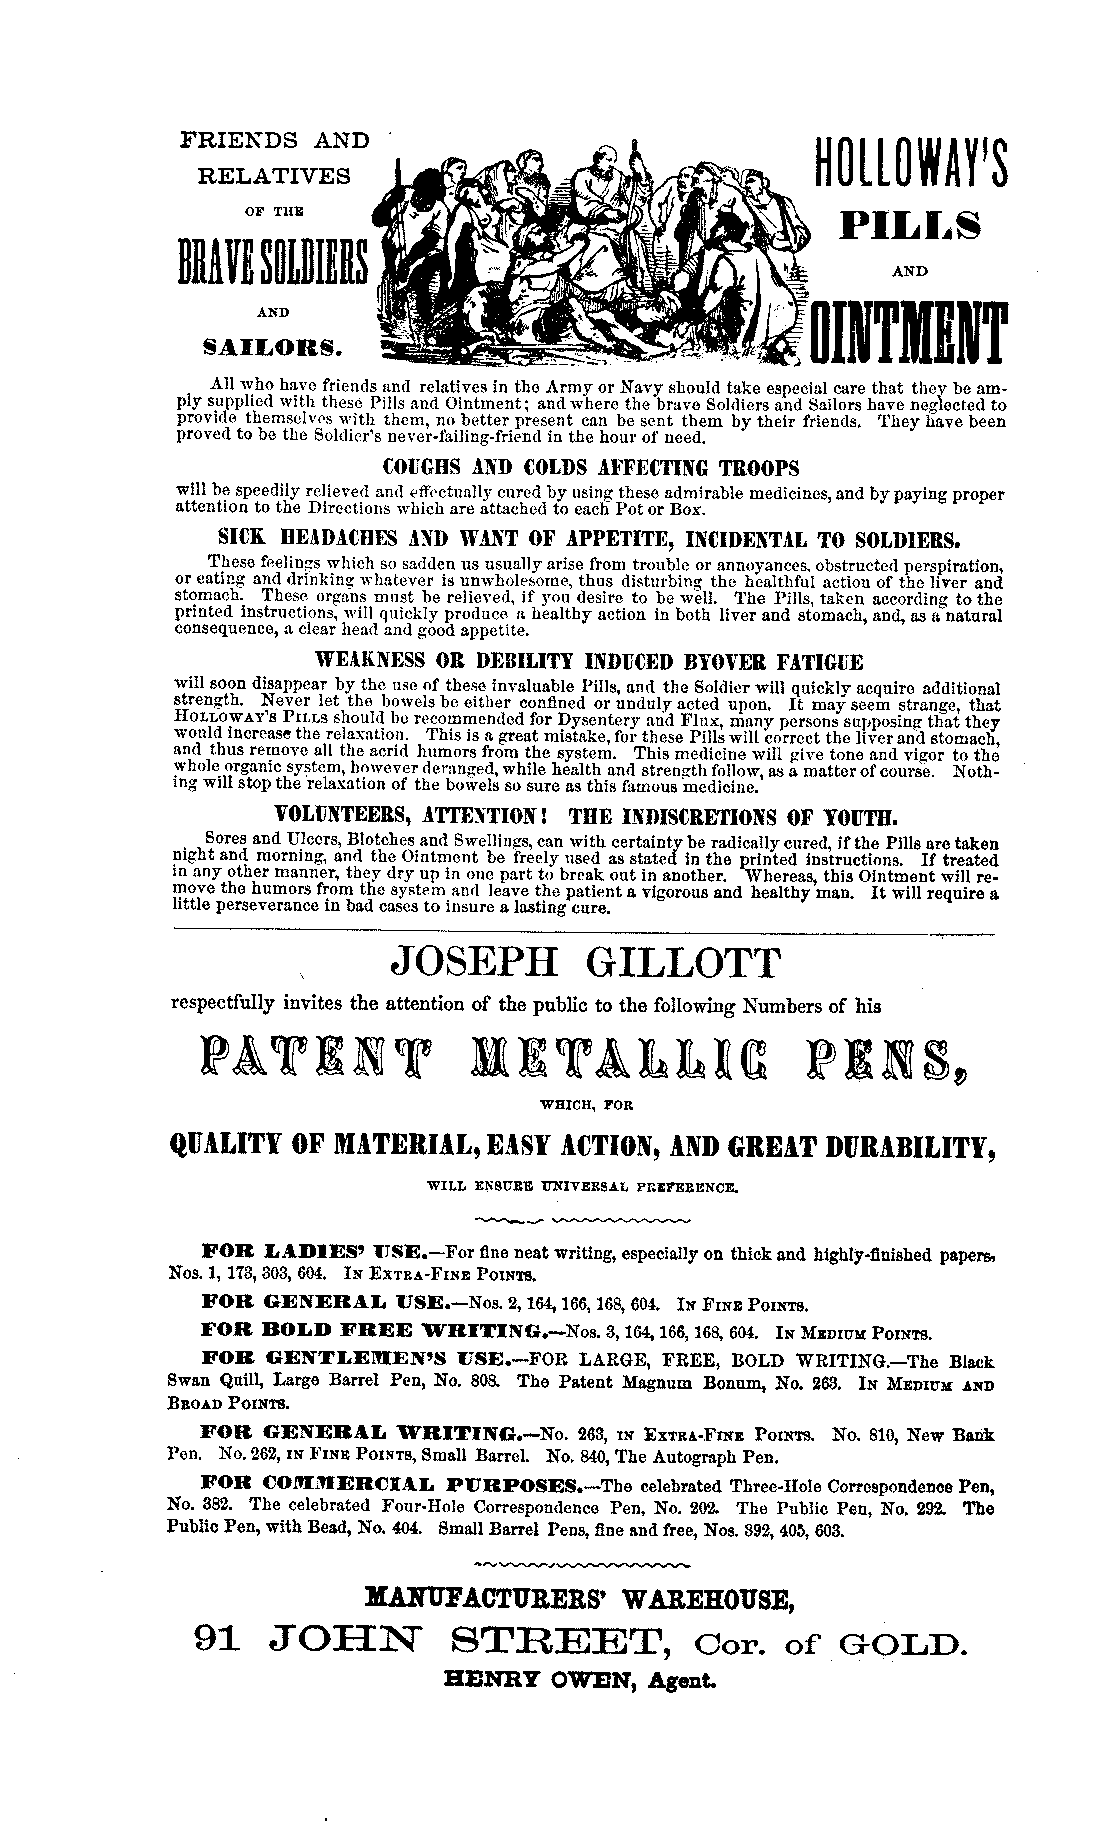 FRIENDS AND
RELATIVES
OF THE
BRAVE SOLDIERS
AND
SAILORS.
HOLLOWAY'S
PILLS
AND
OINTMENT
All who have friends and relatives in the Army or Navy should take especial care that they be am-
ply supplied with these Pills and Ointment; and where the brave Soldiers and Sailors have neglected to
provide themselves with them, no better present can be sent them by their friends. They have been
proved to be the Soldier's never-failing-friend in the hour of need.
COUGHS AND COLDS AFFECTING TROOPS
will be speedily relieved and effectually cured by using these admirable medicines, and by paying proper
attention to the Directions which are attached to each Pot or Box.
SICK HEADACHES AND WANT OF APPETITE, INCIDENTAL TO SOLDIERS.
These feelings which so sadden us usually arise from trouble or annoyances, obstructed perspiration,
or eating and drinking whatever is unwholesome, thus disturbing the healthful action of the liver and
stomach. These organs must be relieved, if you desire to be well. The Pills, taken according to the
printed instructions, will quickly produce a healthy action in both liver and stomach, and, as a natural
consequence, a clear head and good appetite.
WEAKNESS OR DEBILITY INDUCED BYOVER FATIGUE
will soon disappear by the use of these invaluable Pills, and the Soldier will quickly acquire additional
strength. Never let the bowels be either confined or unduly acted upon. It may seem strange, that
HOLLOWAY'S PILLS should be recommended for Dysentery and Flux, many persons supposing that they
would increase the relaxation. This is a great mistake, for these Pills will correct the liver and stomach,
and thus remove all the acrid humors from the system. This medicine will give tone and vigor to the
whole organic system, however deranged, while health and strength follow, as a matter of course. Noth-
ing will stop the relaxation of the bowels so sure as this famous medicine.
VOLUNTEERS, ATTENTION! THE INDISCRETIONS OF YOUTH.
Sores and Ulcers, Blotches and Swellings, can with certainty be radically cured, if the Pills are taken
night and morning, and the Ointment be freely used as stated in the printed instructions. If treated
in any other manner, they dry up in one part to break out in another. Whereas, this Ointment will re-
move the humors from the system and leave the patient a vigorous and healthy man. It will require a
little perseverance in bad cases to insure a lasting cure.
JOSEPH GILLOTT
respectfully invites the attention of the public to the following Numbers of his
PATENT METALLIC PENS,
WHICH, FOR
QUALITY OF MATERIAL, EASY ACTION, AND GREAT DURABILITY,
WILL ENSURE UNIVERSAL PREFERENCE.
FOR LADIES' USE.—For fine neat writing, especially on thick and highly-finished papers,
Nos. 1, 173, 303, 604. IN EXTRA-FINE POINTS.
FOR GENERAL USE.—Nos. 2, 164, 166, 168, 604. IN FINE POINTS.
FOR BOLD FREE WRITING.—Nos. 3, 164, 166, 168, 604. IN MEDIUM POINTS.
FOR GENTLEMEN'S USE.—FOR LARGE, FREE, BOLD WRITING.—The Black
Swan Quill, Large Barrel Pen, No. 808. The Patent Magnum Bonum, No. 263. IN MEDIUM AND
BROAD POINTS.
FOR GENERAL WRITING.—No. 263, IN EXTRA-FINE POINTS. No. 810, New Bank
Pen. No. 262, IN FINE POINTS, Small Barrel. No. 840, The Autograph Pen.
FOR COMMERCIAL PURPOSES.—The celebrated Three-Hole Correspondence Pen,
No. 382. The celebrated Four-Hole Correspondence Pen, No. 202. The Public Pen, No. 292. The
Public Pen, with Bead, No. 404. Small Barrel Pens, fine and free, Nos. 392, 405, 603.
MANUFACTURERS' WAREHOUSE,
91 JOHN STREET, Cor. of GOLD.
HENRY OWEN, Agent.